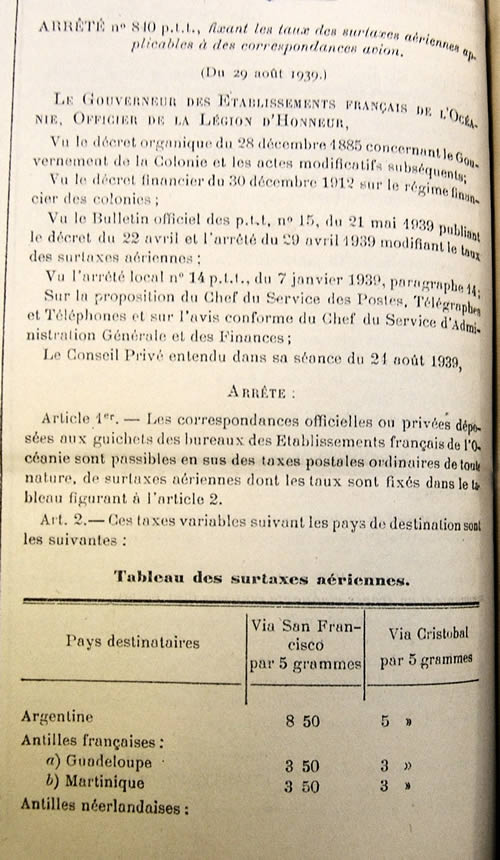 ARRÊTÉ n° 840 p.t.t., fixant les taux des surtaxes aériennes ap-
plicables à des correspondances avion.
(Du 29 août 1939.)
LE GOUVERNEUR DES ETABLISSEMENTS FRANÇAIS DE L'OCÉA-
NIE, OFFICIER DE LA LÉGION D'HONNEUR,
Vu le décret organique du 28 décembre 1885 concernant le Gou-
vernement de la Colonie et les actes modificatifs subséquents;
Vu le décret financier du 30 décembre 1912 sur le régime finan-
cier des colonies ;
Vu le Bulletin officiel des p.t.t, n° 15, du 21 mai 1939 publiant
le décret du 22 avril et l'arrêté du 29 avril 1939 modifiant le taux
des surtaxes aériennes ;
Vu l'arrêté local n° 14 p.t.t., du 7 janvier 1939, paragraphe 14;
Sur la proposition du Chef du Service des Postes, Télégraphes
et Téléphones et sur l'avis conforme du Chef du Service d'Admi-
nistration Générale et des Finances ;
Le Conseil Privé entendu dans sa séance du 21 août 1939,
ARRÊTE :
Article 1er. — Les correspondances officielles ou privées dépo-
sées aux guichets des bureaux des Etablissements français de l'O-
céanie sont passibles en sus des taxes postales ordinaires de toute
nature, de surtaxes aériennes dont les taux sont fixés dans le ta-
bleau figurant à l'article 2.
Art. 2.— Ces taxes variables suivant les pays de destination sont
les suivantes :
Tableau des surtaxes aériennes.
Pays destinataires
Via San Fran-
cisco
par 5 grammes
Via Cristobal
par 5 grammes
Argentine 8 50 5 »
Antilles françaises :
a) Guadeloupe 3 50 3 »
b) Martinique 3 50 3 »
Antilles néerlandaises :